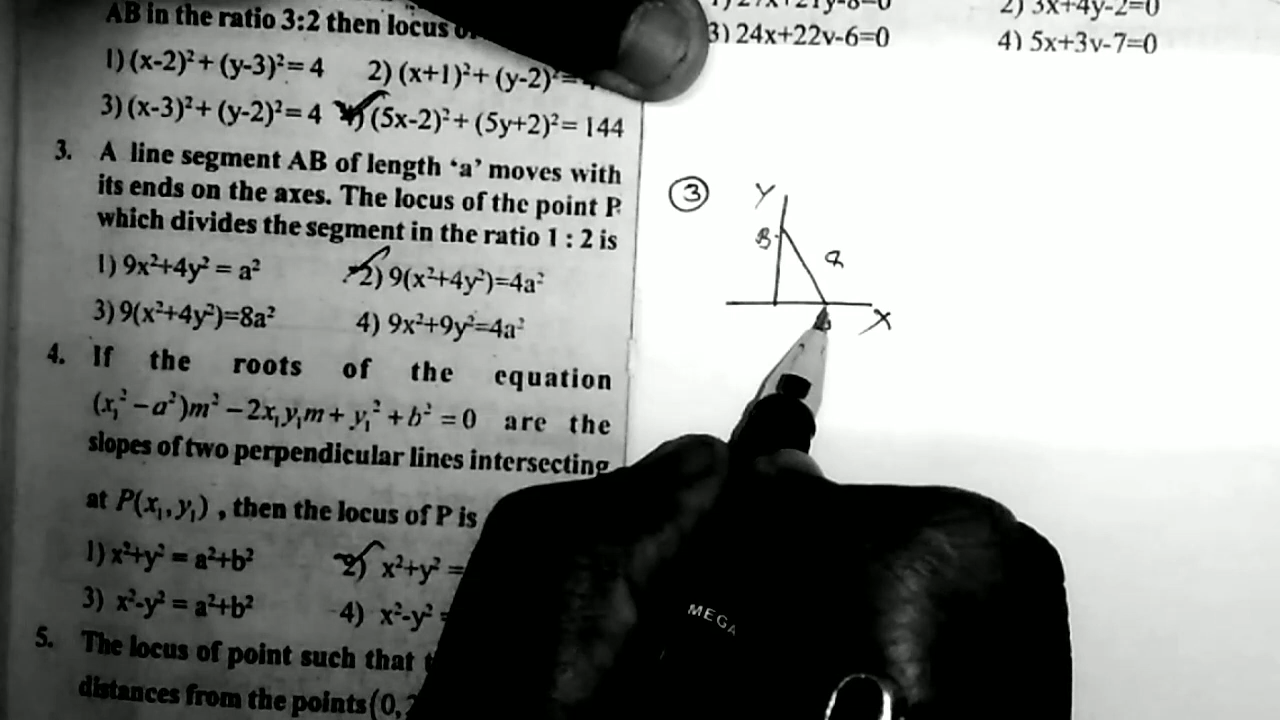 AB in the ratio 3:2 then locus
1) (x-2)²+ (y-3)²= 4 2) (x+1)²+ (y-2)²=
3) (x-3)²+ (y-2)²= 4 4) (5x-2)²+ (5y+2)²= 144
3. A line segment AB of length ‘a’ moves with
its ends on the axes. The locus of the point P
which divides the segment in the ratio 1 : 2 is
1) 9x²+4y² = a² 2) 9(x²+4y²)=4a²
3) 9(x²+4y²)=8a² 4) 9x²+9y²=4a²
4. If the roots of the equation
(x₁² –a²)m² –2x₁y₁m+ y₁² +b² =0 are the
slopes of two perpendicular lines intersecting
at P(x₁,y₁) , then the locus of P is
1) x²+y² = a²+b² 2) x²+y² =
3) x²-y² = a²+b² 4) x²-y²
5. The locus of point such that
distances from the points (0,
2) 3x+4y-2=0
3) 24x+22y-6=0 4) 5x+3y-7=0
3
Y
B
a
X
MEGA